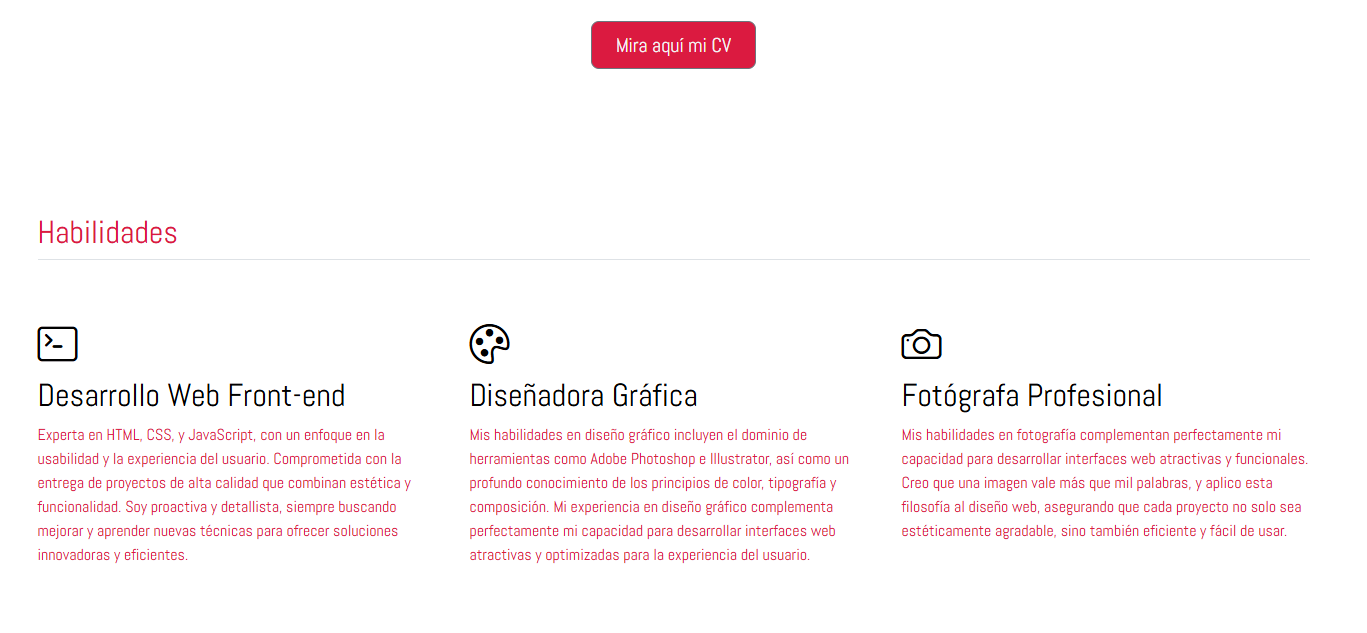 Mira aquí mi CV
Habilidades
Desarrollo Web Front-end
Experta en HTML, CSS, y JavaScript, con un enfoque en la
usabilidad y la experiencia del usuario. Comprometida con la
entrega de proyectos de alta calidad que combinan estética y
funcionalidad. Soy proactiva y detallista, siempre buscando
mejorar y aprender nuevas técnicas para ofrecer soluciones
innovadoras y eficientes.
Diseñadora Gráfica
Mis habilidades en diseño gráfico incluyen el dominio de
herramientas como Adobe Photoshop e Illustrator, así como un
profundo conocimiento de los principios de color, tipografía y
composición. Mi experiencia en diseño gráfico complementa
perfectamente mi capacidad para desarrollar interfaces web
atractivas y optimizadas para la experiencia del usuario.
Fotógrafa Profesional
Mis habilidades en fotografía complementan perfectamente mi
capacidad para desarrollar interfaces web atractivas y funcionales.
Creo que una imagen vale más que mil palabras, y aplico esta
filosofía al diseño web, asegurando que cada proyecto no solo sea
estéticamente agradable, sino también eficiente y fácil de usar.